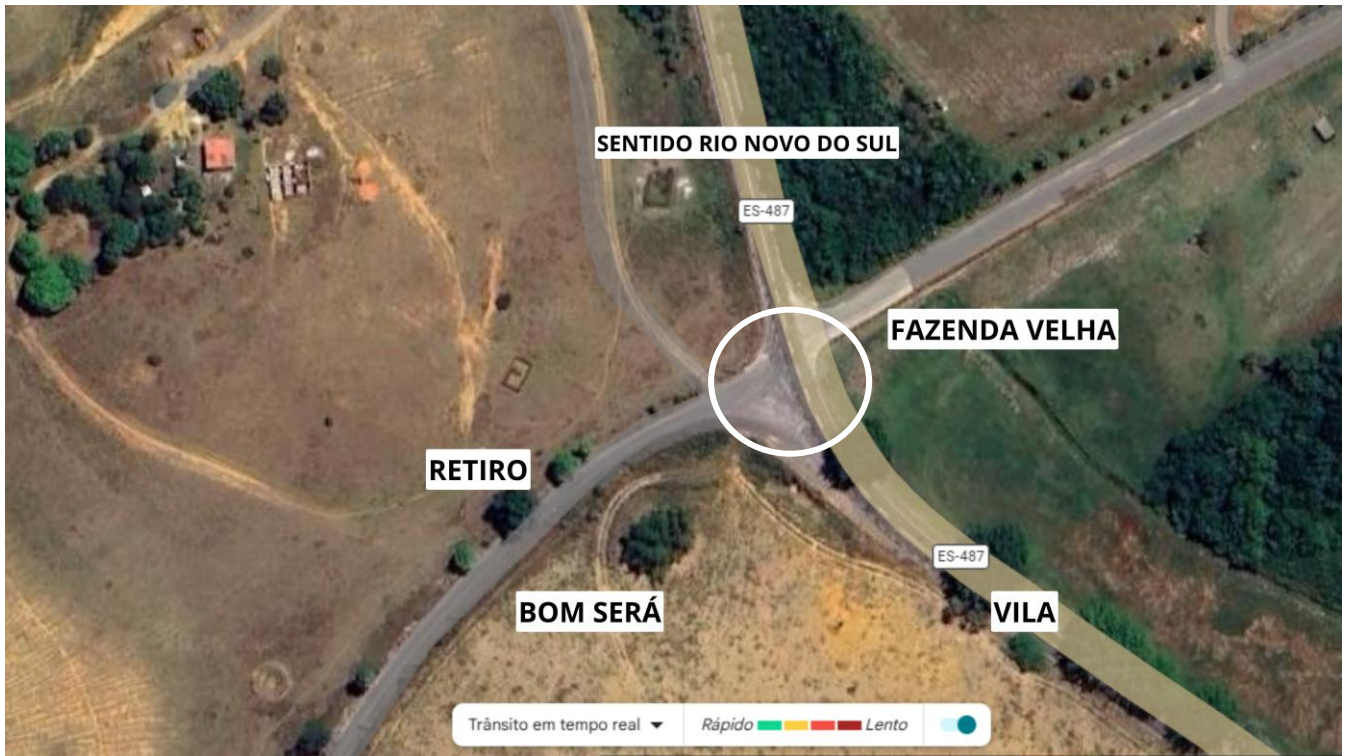 SENTIDO RIO NOVO DO SUL
ES-487
FAZENDA VELHA
RETIRO
ES-487
BOM SERÁ
VILA
Trânsito em tempo real
Rápido
Lento